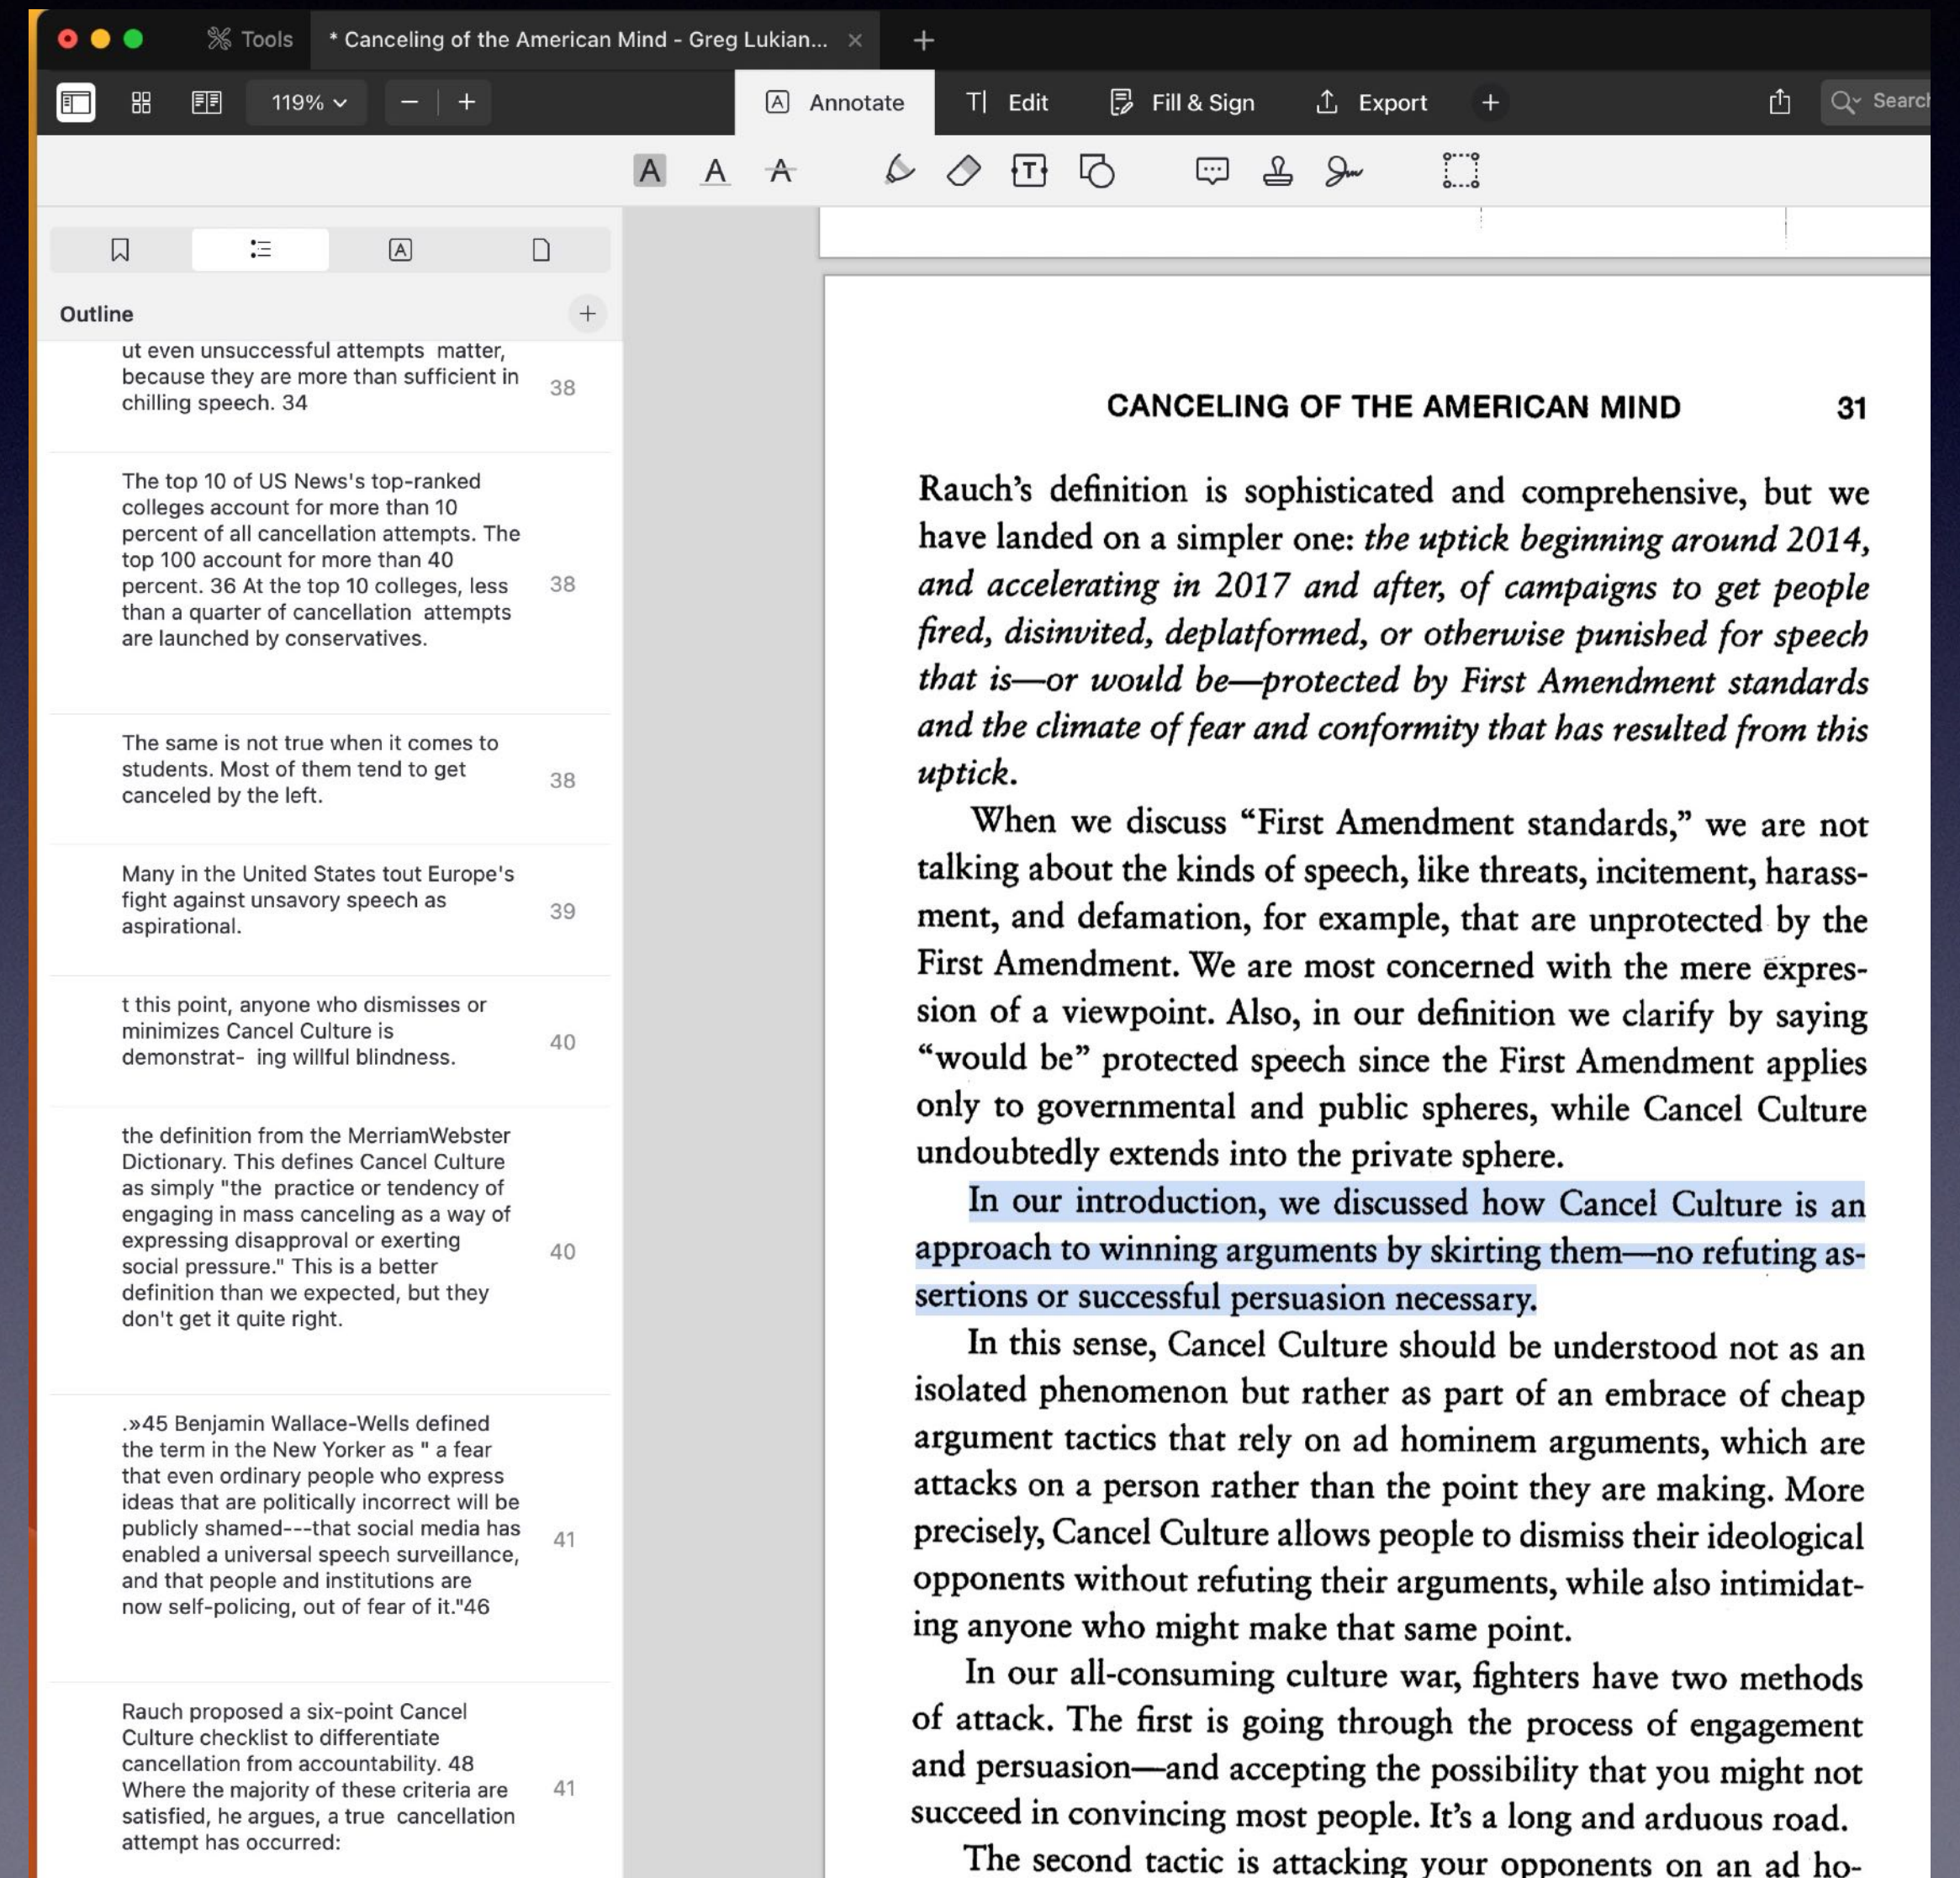 Tools
* Canceling of the American Mind - Greg Lukian...
119%
Annotate
Edit
Fill & Sign
Export
Search
Outline
ut even unsuccessful attempts matter,
because they are more than sufficient in
chilling speech. 34
38
The top 10 of US News's top-ranked
colleges account for more than 10
percent of all cancellation attempts. The
top 100 account for more than 40
percent. 36 At the top 10 colleges, less
than a quarter of cancellation attempts
are launched by conservatives.
38
The same is not true when it comes to
students. Most of them tend to get
canceled by the left.
38
Many in the United States tout Europe's
fight against unsavory speech as
aspirational.
39
t this point, anyone who dismisses or
minimizes Cancel Culture is
demonstrat- ing willful blindness.
40
the definition from the MerriamWebster
Dictionary. This defines Cancel Culture
as simply "the practice or tendency of
engaging in mass canceling as a way of
expressing disapproval or exerting
social pressure." This is a better
definition than we expected, but they
don't get it quite right.
40
.»45 Benjamin Wallace-Wells defined
the term in the New Yorker as " a fear
that even ordinary people who express
ideas that are politically incorrect will be
publicly shamed---that social media has
enabled a universal speech surveillance,
and that people and institutions are
now self-policing, out of fear of it."46
41
Rauch proposed a six-point Cancel
Culture checklist to differentiate
cancellation from accountability. 48
Where the majority of these criteria are
satisfied, he argues, a true cancellation
attempt has occurred:
41
CANCELING OF THE AMERICAN MIND 31
Rauch's definition is sophisticated and comprehensive, but we
have landed on a simpler one: the uptick beginning around 2014,
and accelerating in 2017 and after, of campaigns to get people
fired, disinvited, deplatformed, or otherwise punished for speech
that is—or would be—protected by First Amendment standards
and the climate of fear and conformity that has resulted from this
uptick.
When we discuss “First Amendment standards,” we are not
talking about the kinds of speech, like threats, incitement, harass-
ment, and defamation, for example, that are unprotected by the
First Amendment. We are most concerned with the mere expres-
sion of a viewpoint. Also, in our definition we clarify by saying
“would be” protected speech since the First Amendment applies
only to governmental and public spheres, while Cancel Culture
undoubtedly extends into the private sphere.
In our introduction, we discussed how Cancel Culture is an
approach to winning arguments by skirting them—no refuting as-
sertions or successful persuasion necessary.
In this sense, Cancel Culture should be understood not as an
isolated phenomenon but rather as part of an embrace of cheap
argument tactics that rely on ad hominem arguments, which are
attacks on a person rather than the point they are making. More
precisely, Cancel Culture allows people to dismiss their ideological
opponents without refuting their arguments, while also intimidat-
ing anyone who might make that same point.
In our all-consuming culture war, fighters have two methods
of attack. The first is going through the process of engagement
and persuasion—and accepting the possibility that you might not
succeed in convincing most people. It's a long and arduous road.
The second tactic is attacking your opponents on an ad ho-